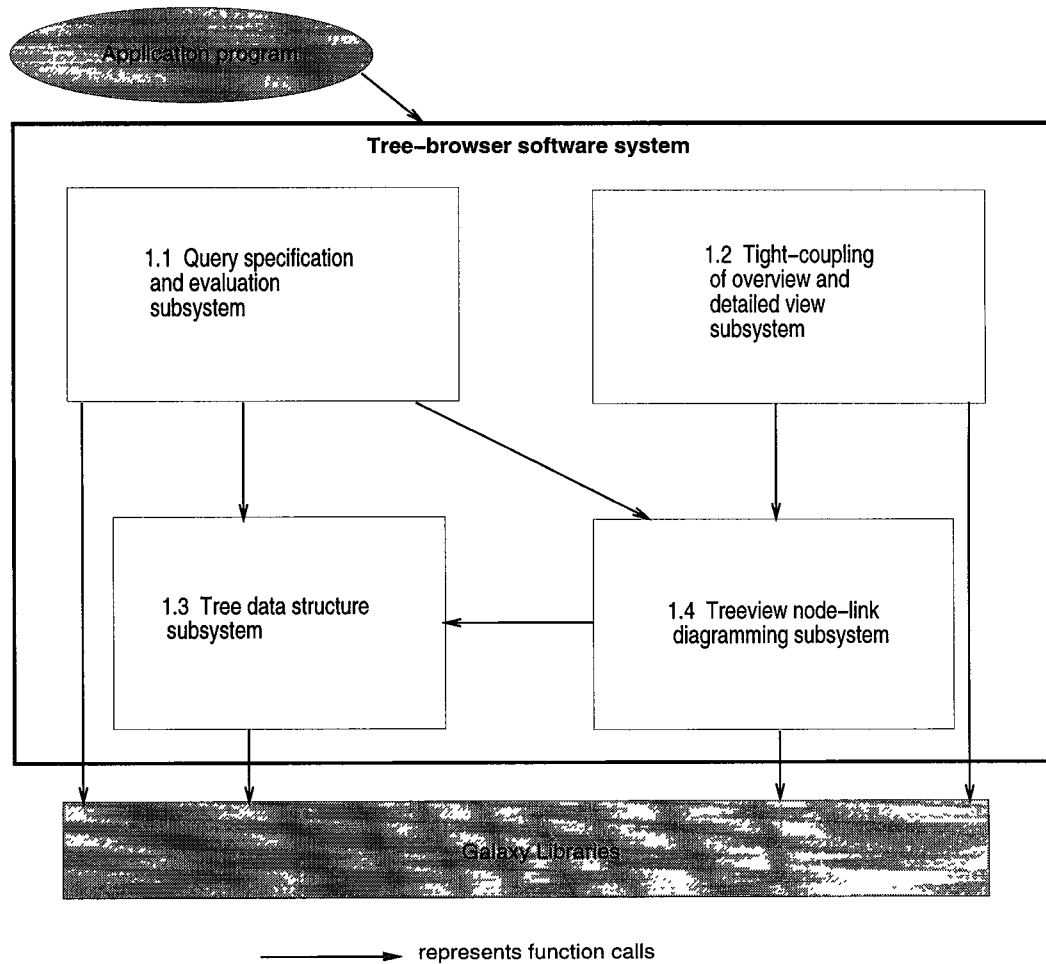 Application program
Tree–browser software system
1.1 Query specification
and evaluation
subsystem
1.2 Tight–coupling
of overview and
detailed view
subsystem
1.3 Tree data structure
subsystem
1.4 Treeview node–link
diagramming subsystem
Galaxy Libraries
represents function calls